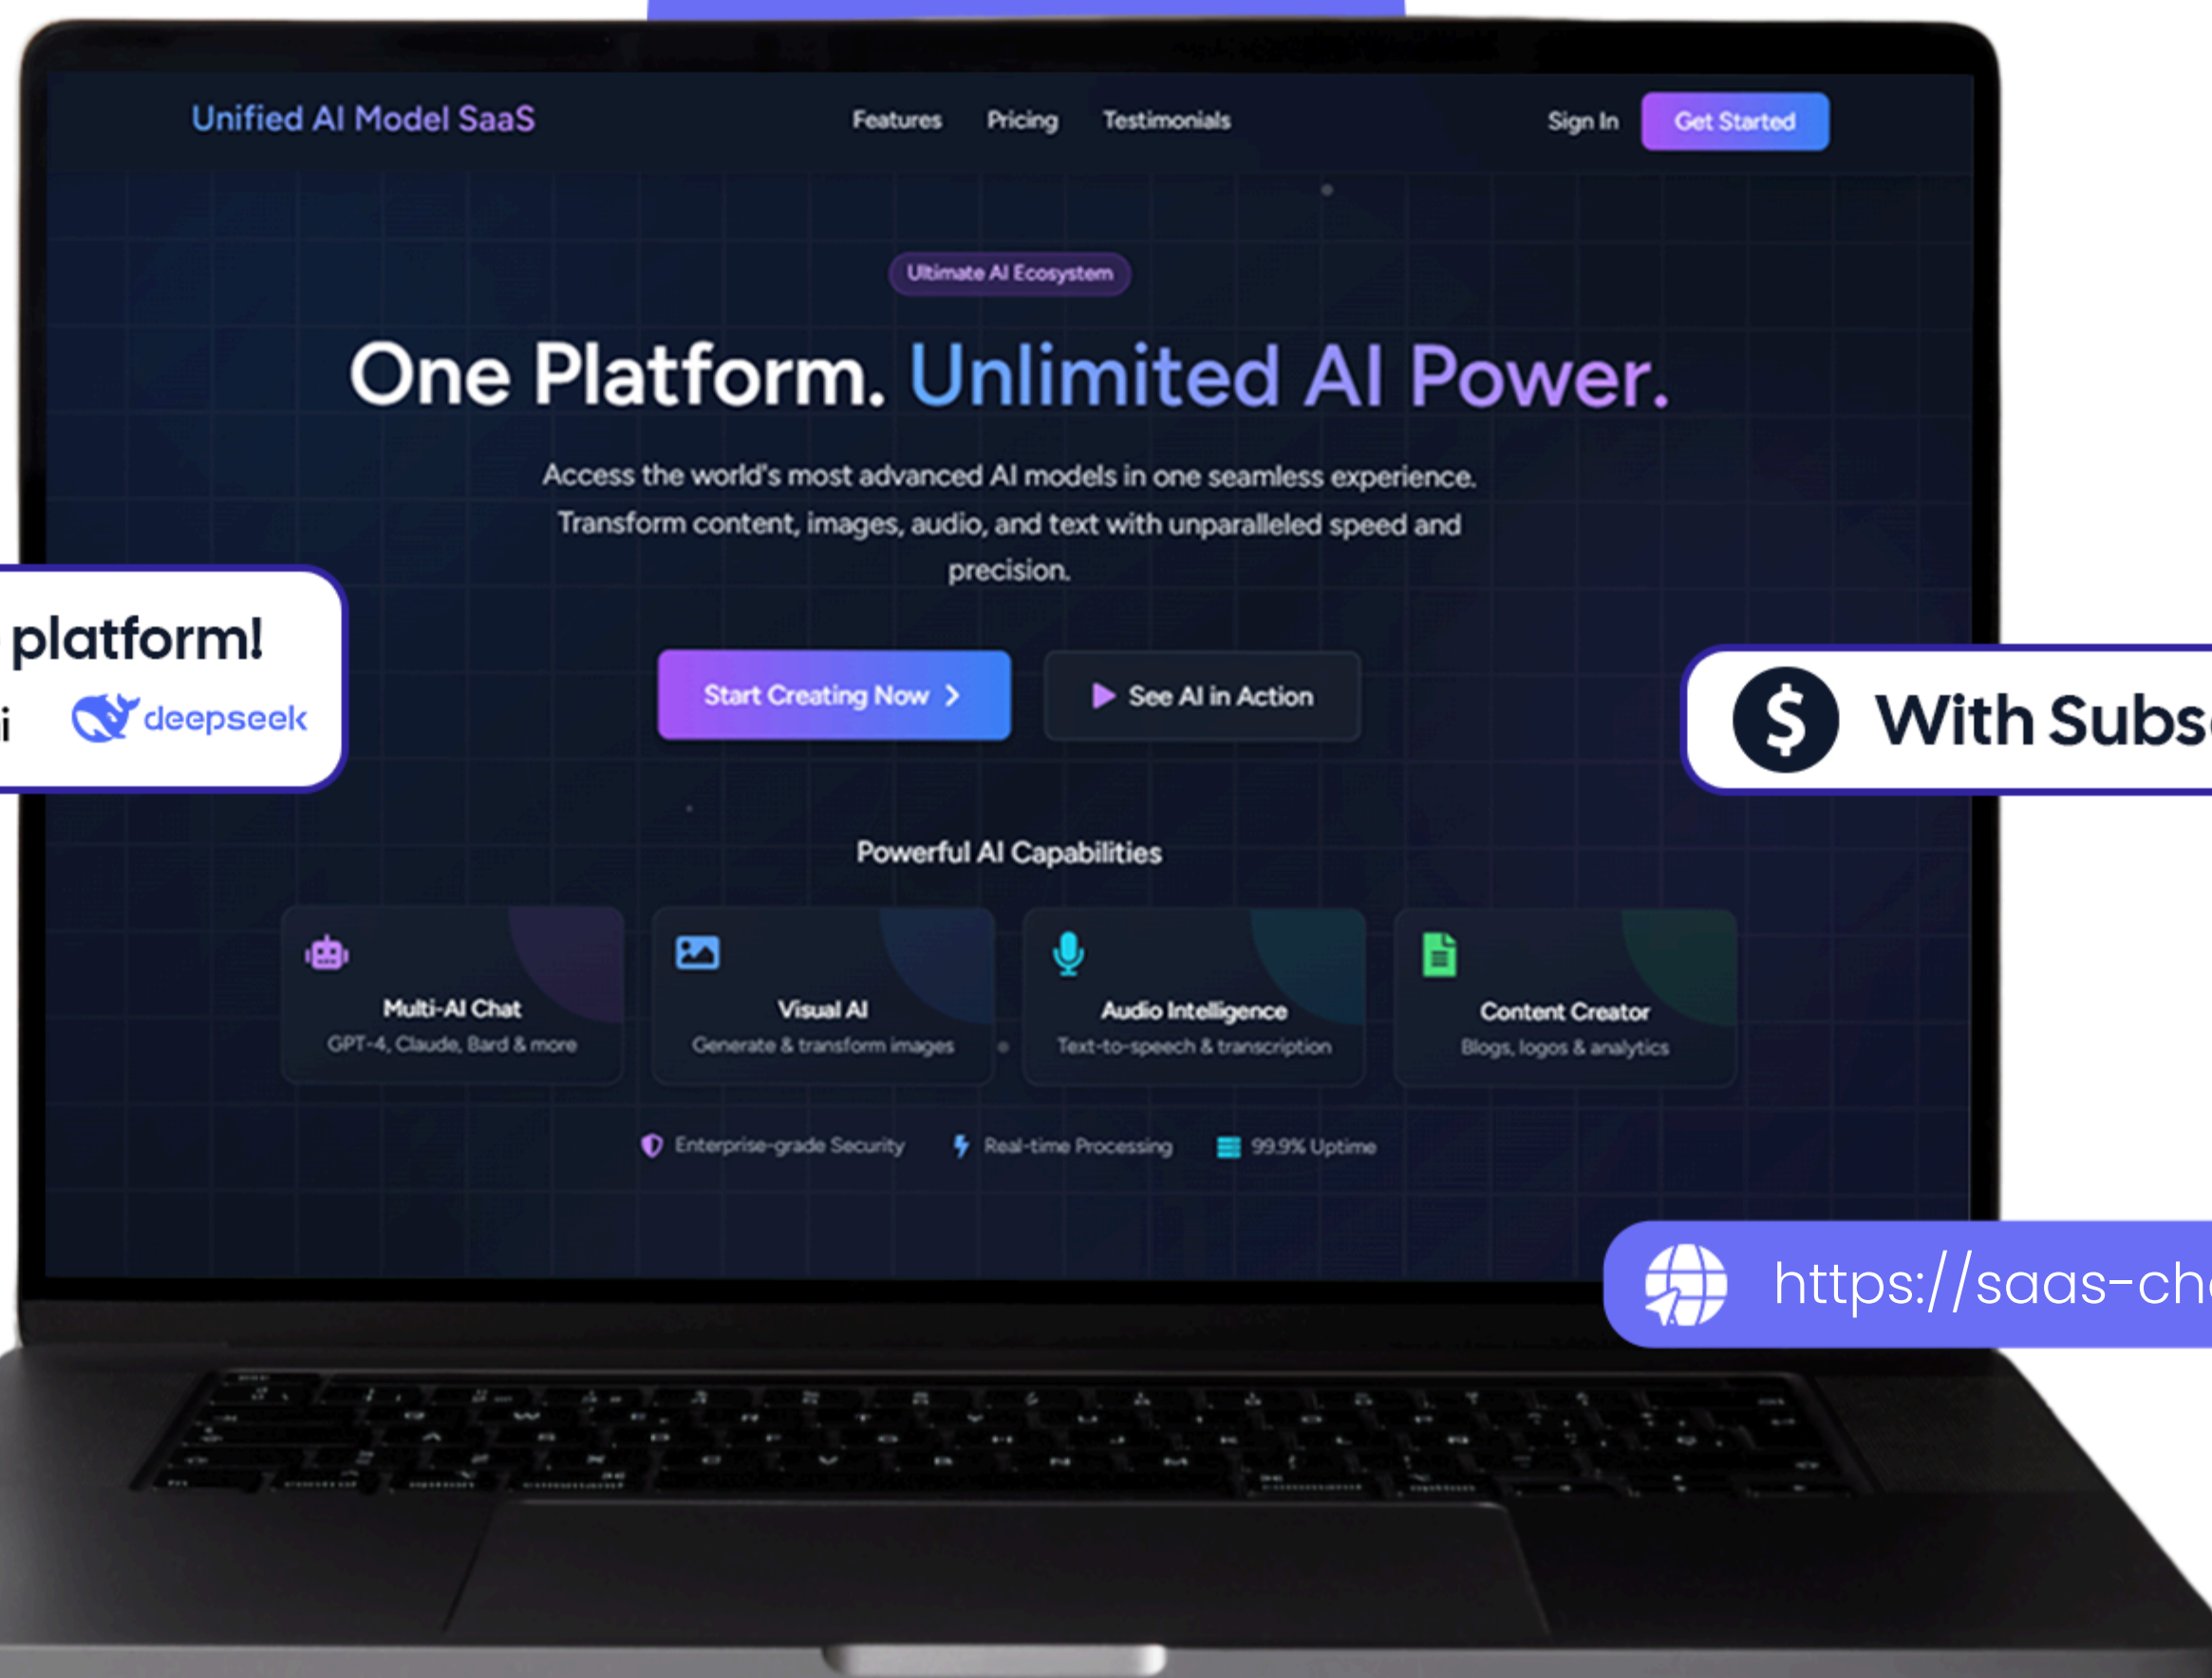 Unified AI Model SaaS
Features Pricing Testimonials
Sign In Get Started
Ultimate AI Ecosystem
One Platform. Unlimited AI Power.
Access the world's most advanced AI models in one seamless experience.
Transform content, images, audio, and text with unparalleled speed and
precision.
platform!
deepseek
Start Creating Now
See AI in Action
$ With Subs
Powerful AI Capabilities
Multi-AI Chat
GPT-4, Claude, Bard & more
Visual AI
Generate & transform images
Audio Intelligence
Text-to-speech & transcription
Content Creator
Blogs, logos & analytics
Enterprise-grade Security
Real-time Processing
99.9% Uptime
https://saas-ch